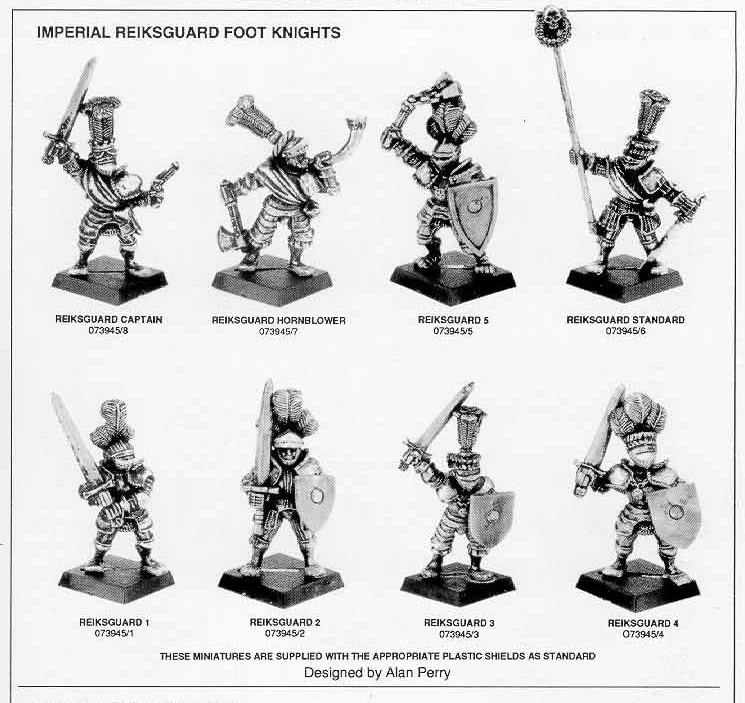 IMPERIAL REIKSGUARD FOOT KNIGHTS
REIKSGUARD CAPTAIN
073945/8
REIKSGUARD HORNBLOWER
073945/7
REIKSGUARD 5
073945/5
REIKSGUARD STANDARD
073945/6
REIKSGUARD 1
073945/1
REIKSGUARD 2
073945/2
REIKSGUARD 3
073945/3
REIKSGUARD 4
O73945/4
THESE MINIATURES ARE SUPPLIED WITH THE APPROPRIATE PLASTIC SHIELDS AS STANDARD
Designed by Alan Perry